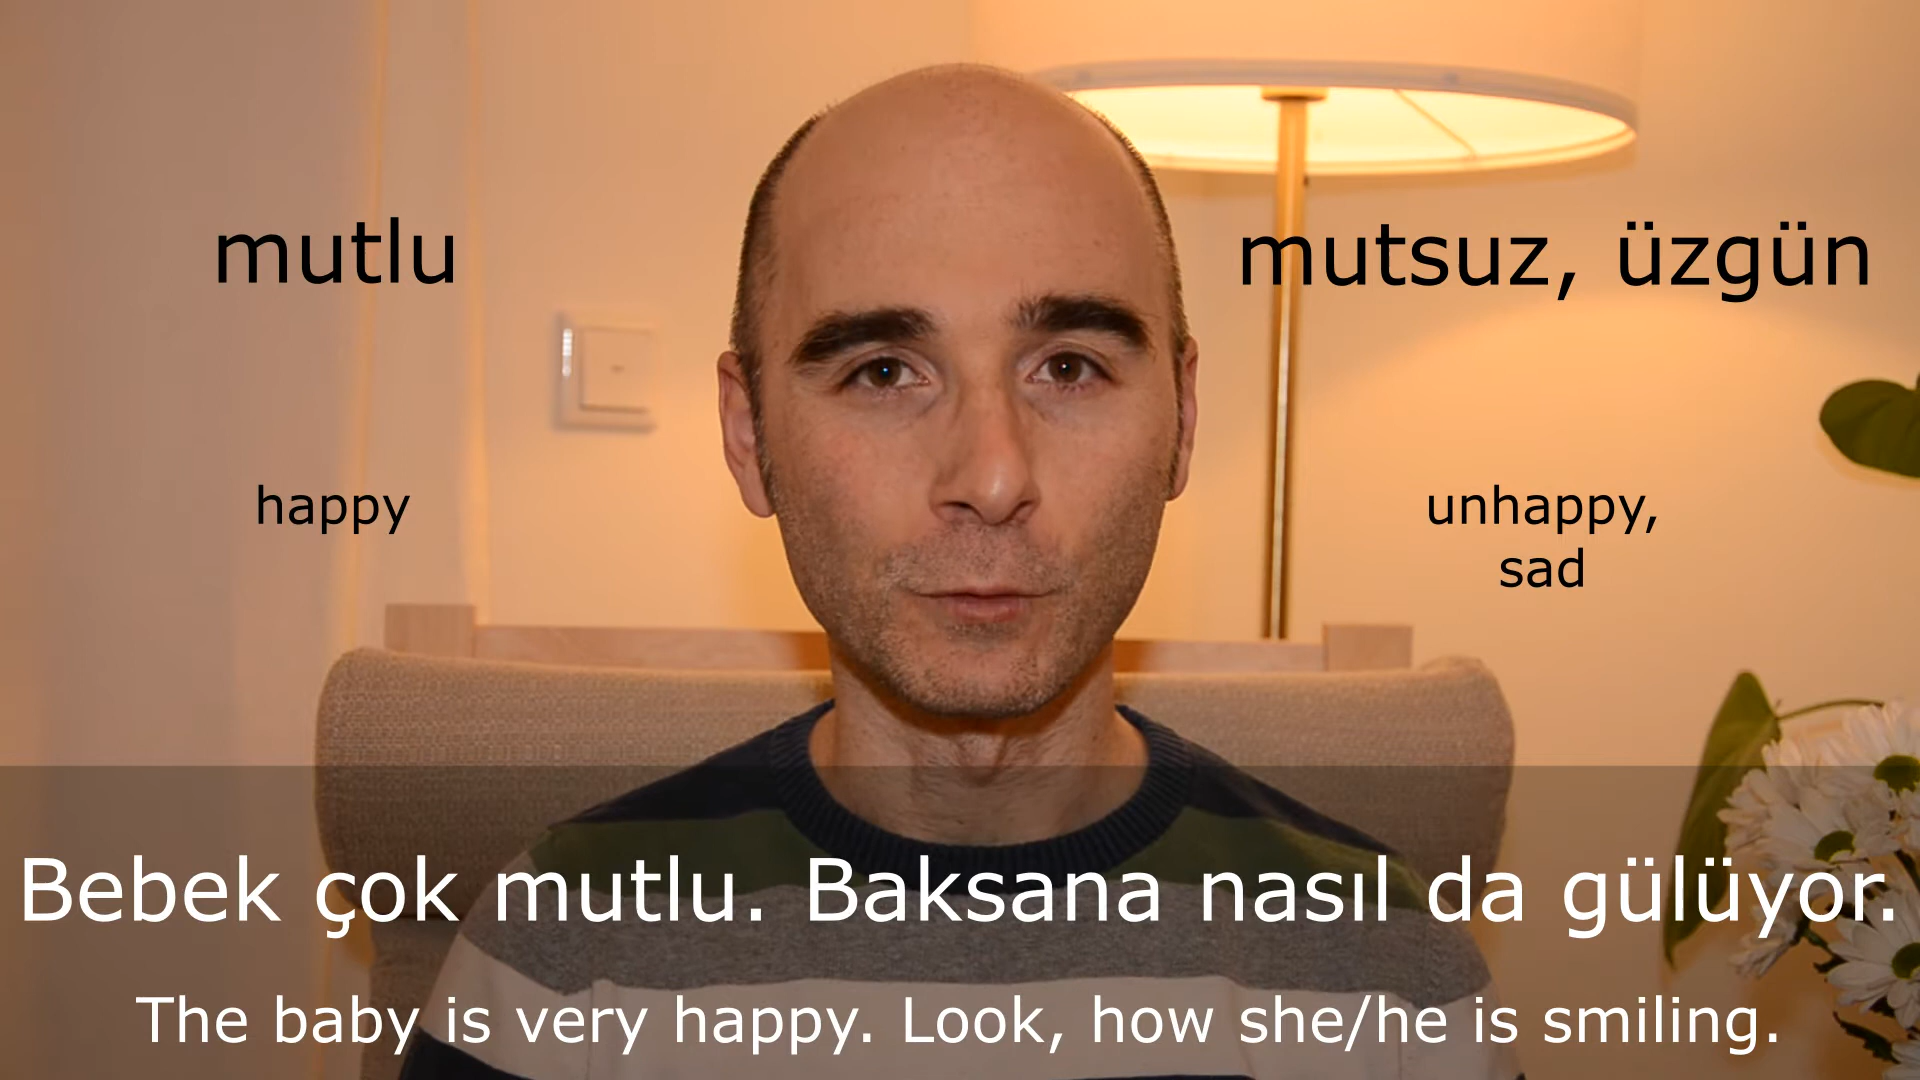 mutlu
mutsuz, üzgün
happy
unhappy,
sad
Bebek çok mutlu. Baksana nasıl da gülüyor.
The baby is very happy. Look, how she/he is smiling.